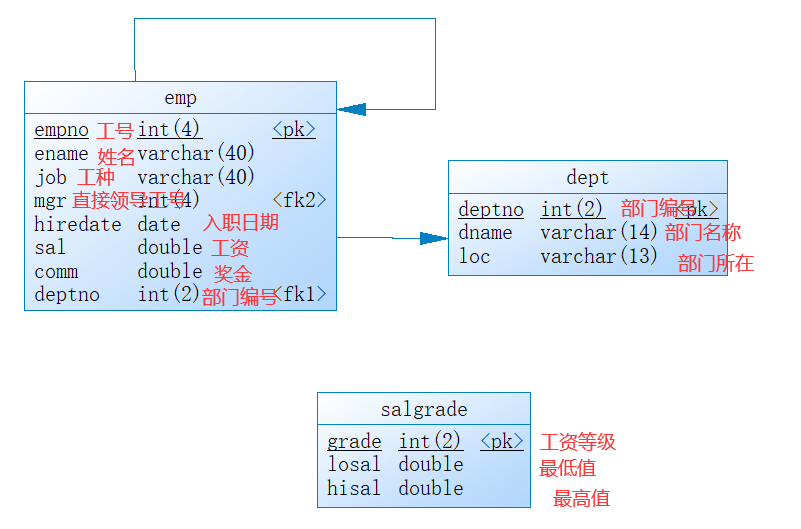 emp
empno 工号 int(4) <pk>
ename 姓名 varchar(40)
job 工种 varchar(40)
mgr 直接领导工号 int(4) <fk2>
hiredate date 入职日期
sal double 工资
comm double 奖金
deptno int(2) 部门编号 <fk1>
dept
deptno int(2) 部门编号 <pk>
dname varchar(14) 部门名称
loc varchar(13) 部门所在
salgrade
grade int(2) <pk> 工资等级
losal double 最低值
hisal double 最高值